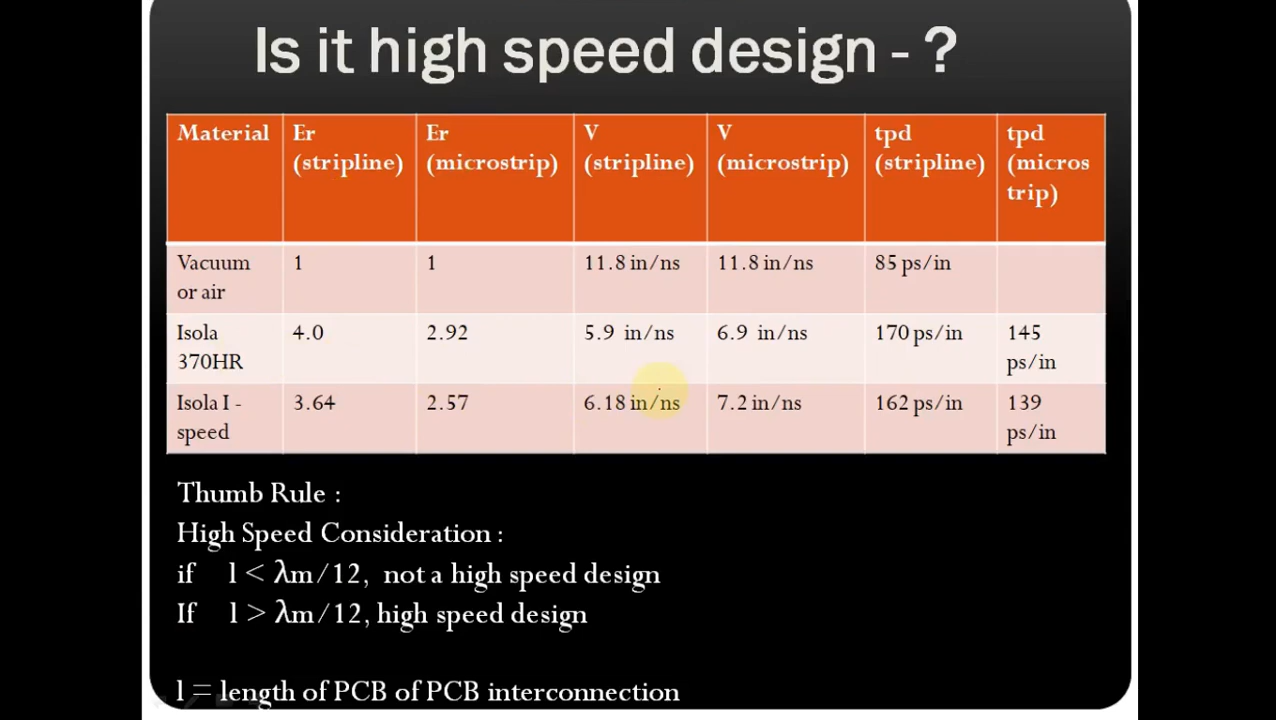 Is it high speed design - ?
Material Er Er V V tpd tpd
(stripline) (microstrip) (stripline) (microstrip) (stripline) (micros
trip)
Vacuum 1 1 11.8 in/ns 11.8 in/ns 85 ps/in
or air
Isola 4.0 2.92 5.9 in/ns 6.9 in/ns 170 ps/in 145
370HR ps/in
Isola I - 3.64 2.57 6.18 in/ns 7.2 in/ns 162 ps/in 139
speed ps/in
Thumb Rule :
High Speed Consideration :
if l < λm/12, not a high speed design
If l > λm/12, high speed design
l = length of PCB of PCB interconnection